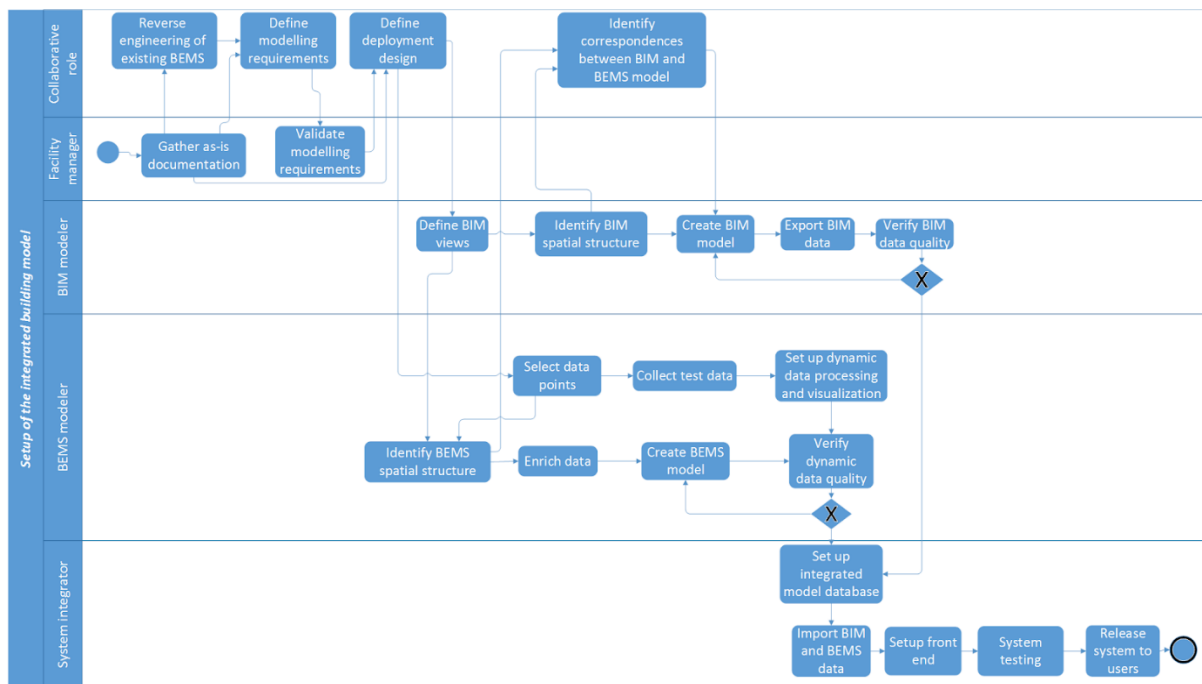 Setup of the integrated building model
Collaborative
role
Reverse
engineering of
existing BEMS
Define
modelling
requirements
Define
deployment
design
Identify
correspondences
between BIM and
BEMS model
Facility
manager
Gather as-is
documentation
Validate
modelling
requirements
BIM modeler
Define BIM
views
Identify BIM
spatial structure
Create BIM
model
Export BIM
data
Verify BIM
data quality
X
BEMS modeler
Select data
points
Collect test data
Set up dynamic
data processing
and visualization
Identify BEMS
spatial structure
Enrich data
Create BEMS
model
Verify
dynamic
data quality
X
System integrator
Set up
integrated
model database
Import BIM
and BEMS
data
Setup front
end
System
testing
Release
system to
users